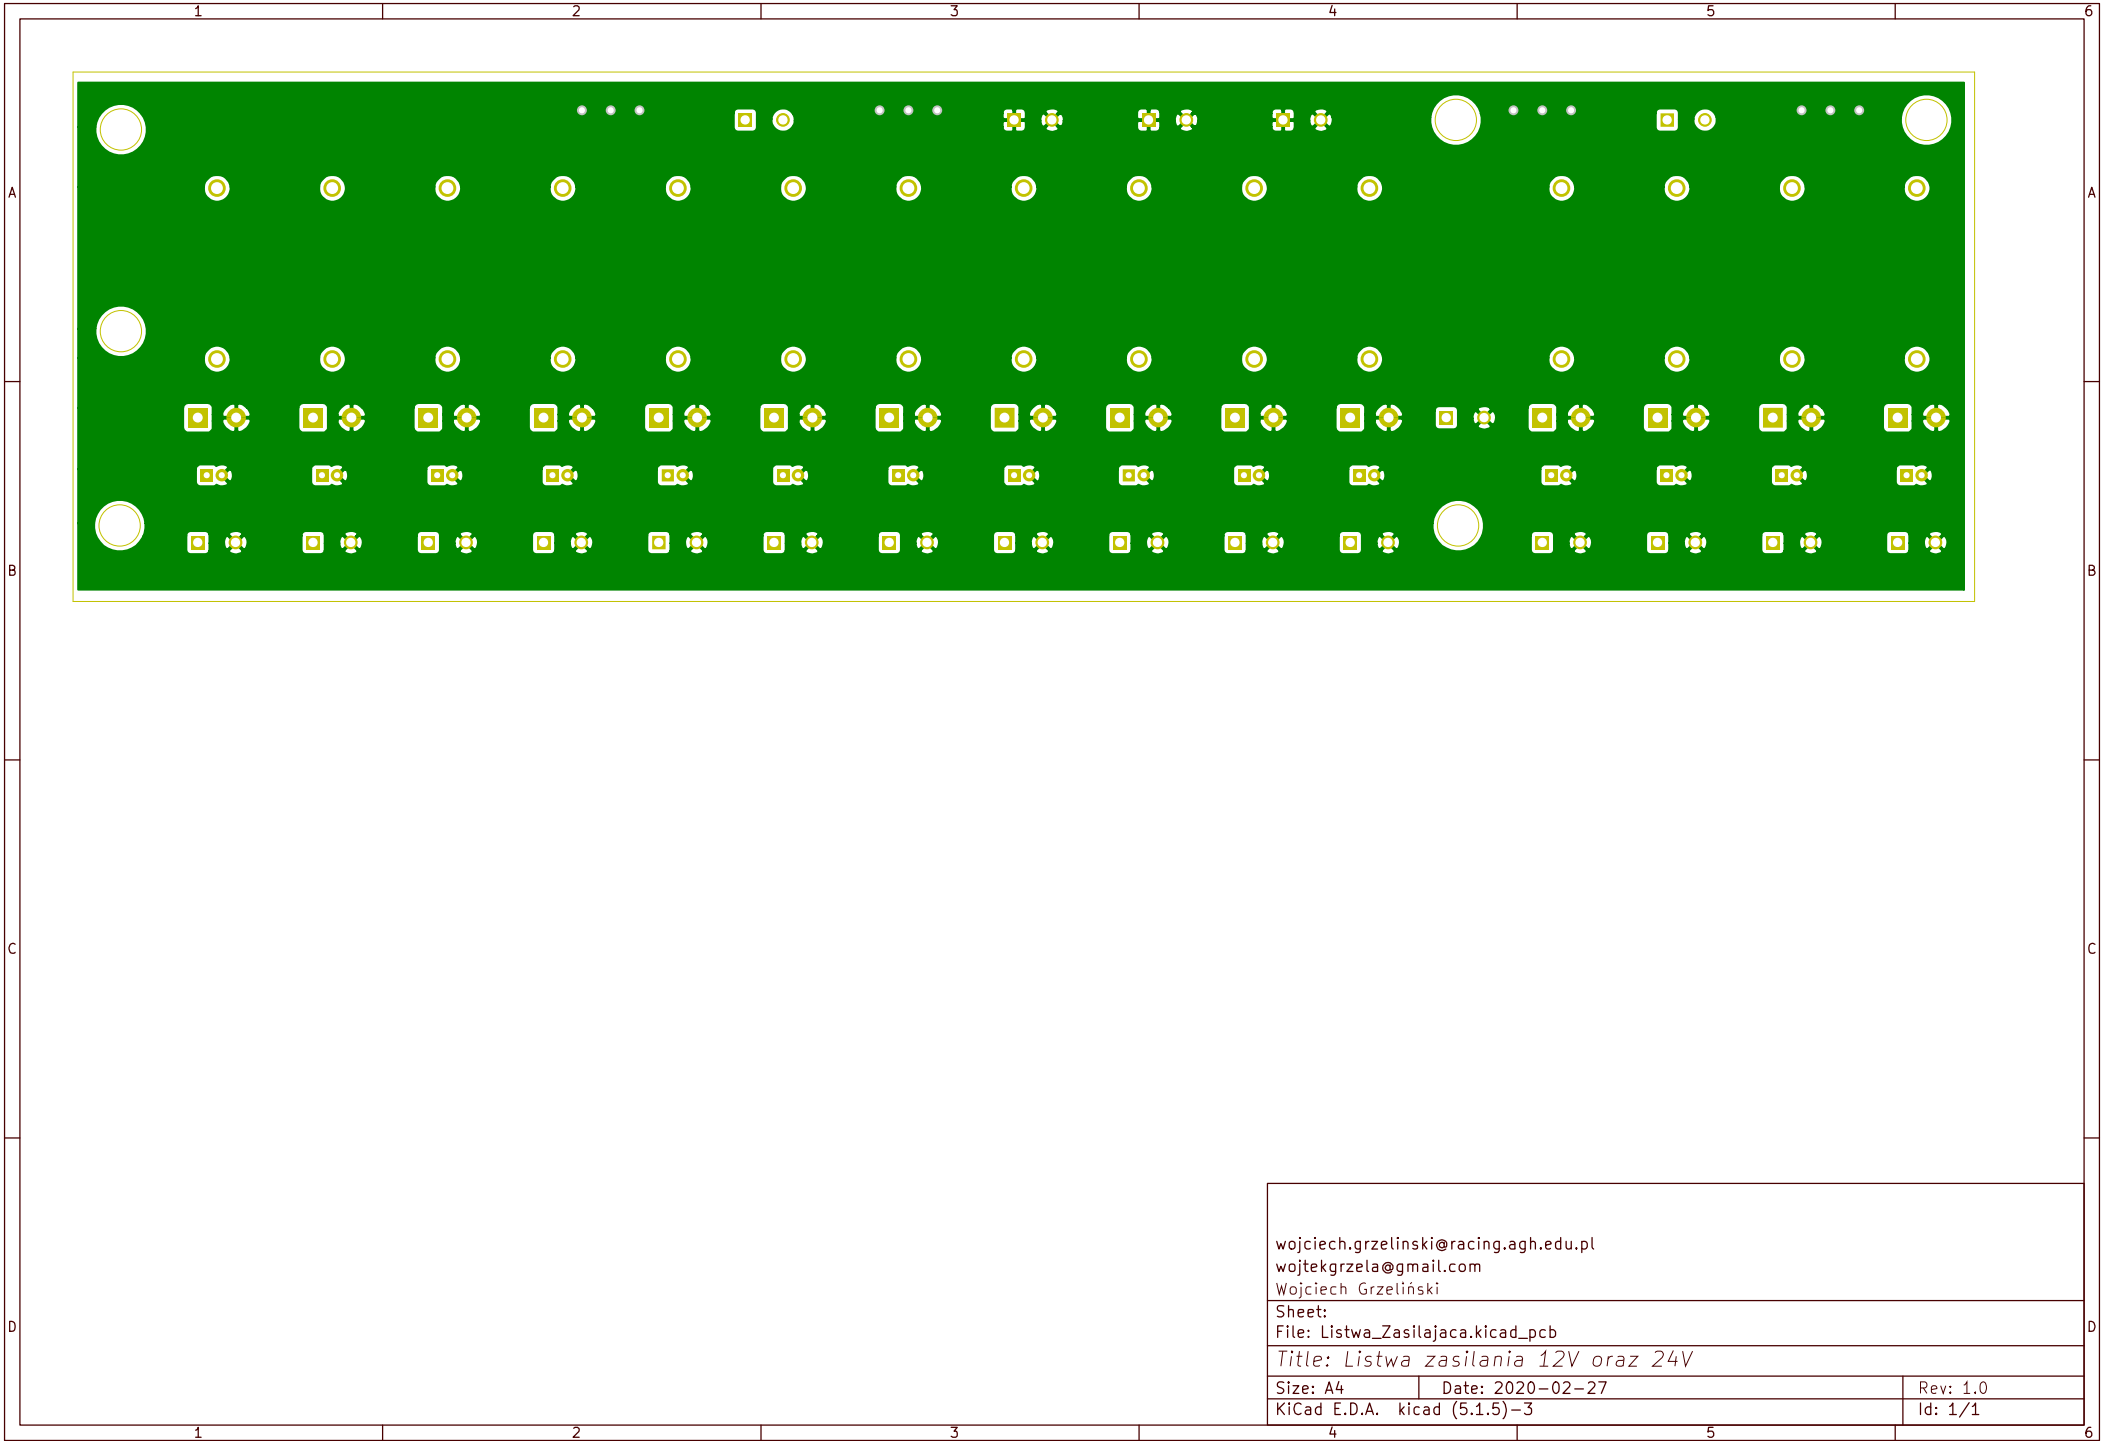 1 2 3 4 5 6
A A
B B
C C
D D
wojciech.grzelinski@racing.agh.edu.pl
wojtekgrzela@gmail.com
Wojciech Grzeliński
Sheet:
File: Listwa_Zasilajaca.kicad_pcb
Title: Listwa zasilania 12V oraz 24V
Size: A4 Date: 2020-02-27 Rev: 1.0
KiCad E.D.A. kicad (5.1.5)-3 Id: 1/1
1 2 3 4 5 6